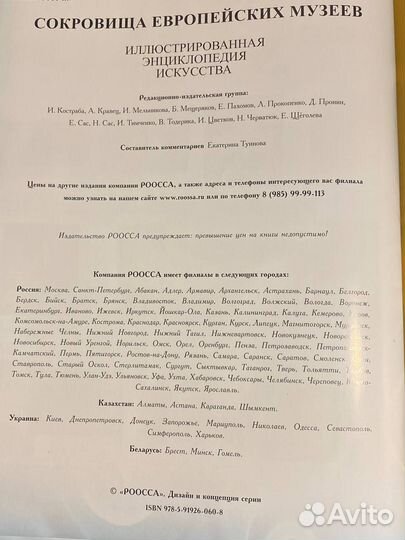 СОКРОВИЩА ЕВРОПЕЙСКИХ МУЗЕЕВ
ИЛЛЮСТРИРОВАННАЯ
ЭНЦИКЛОПЕДИЯ
ИСКУССТВА
Редакционно-издательская группа:
И. Костраба, А. Кравец, И. Мельникова, Б. Мещеряков, Е. Пахомов, Л. Прокопенко, Д. Пронин,
Е. Сас, Н. Сас, И. Тимченко, В. Тодерика, И. Цветков, Н. Черватюк, Е. Щёголева
Составитель комментариев Екатерина Туинова
Цены на другие издания компании РООССА, а также адреса и телефоны интересующего вас филиала
можно узнать на нашем сайте www.roossa.ru или по телефону 8 (985) 99-99-113
Издательство РООССА предупреждает: превышение цен на книги недопустимо!
Компания РООССА имеет филиалы в следующих городах:
Россия: Москва, Санкт-Петербург, Абакан, Адлер, Армавир, Архангельск, Астрахань, Барнаул, Белгород,
Бердск, Бийск, Братск, Брянск, Владивосток, Владимир, Волгоград, Волжский, Вологда, Воронеж,
Екатеринбург, Иваново, Ижевск, Иркутск, Йошкар-Ола, Казань, Калининград, Калуга, Кемерово,
Комсомольск-на-Амуре, Кострома, Краснодар, Красноярск, Курган, Курск, Липецк, Магнитогорск,
Набережные Челны, Нижний Новгород, Нижний Тагил, Нижневартовск, Новокузнецк,
Новосибирск, Новый Уренгой, Норильск, Омск, Орел, Оренбург, Пенза, Петрозаводск, Петропавловск-
Камчатский, Пермь, Пятигорск, Ростов-на-Дону, Рязань, Самара, Саранск, Саратов, Смоленск,
Ставрополь, Старый Оскол, Стерлитамак, Сургут, Сыктывкар, Таганрог, Тверь, Тольятти,
Томск, Тула, Тюмень, Улан-Удэ, Ульяновск, Уфа, Ухта, Хабаровск, Чебоксары, Челябинск, Череповец,
Сахалинск, Якутск, Ярославль.
Казахстан: Алматы, Астана, Караганда, Шымкент.
Украина: Киев, Днепропетровск, Донецк, Запорожье, Мариуполь, Николаев, Одесса, Севастополь,
Симферополь, Харьков.
Беларусь: Брест, Минск, Гомель.
© «РООССА». Дизайн и концепция серии
ISBN 978-5-91926-060-8
Avito